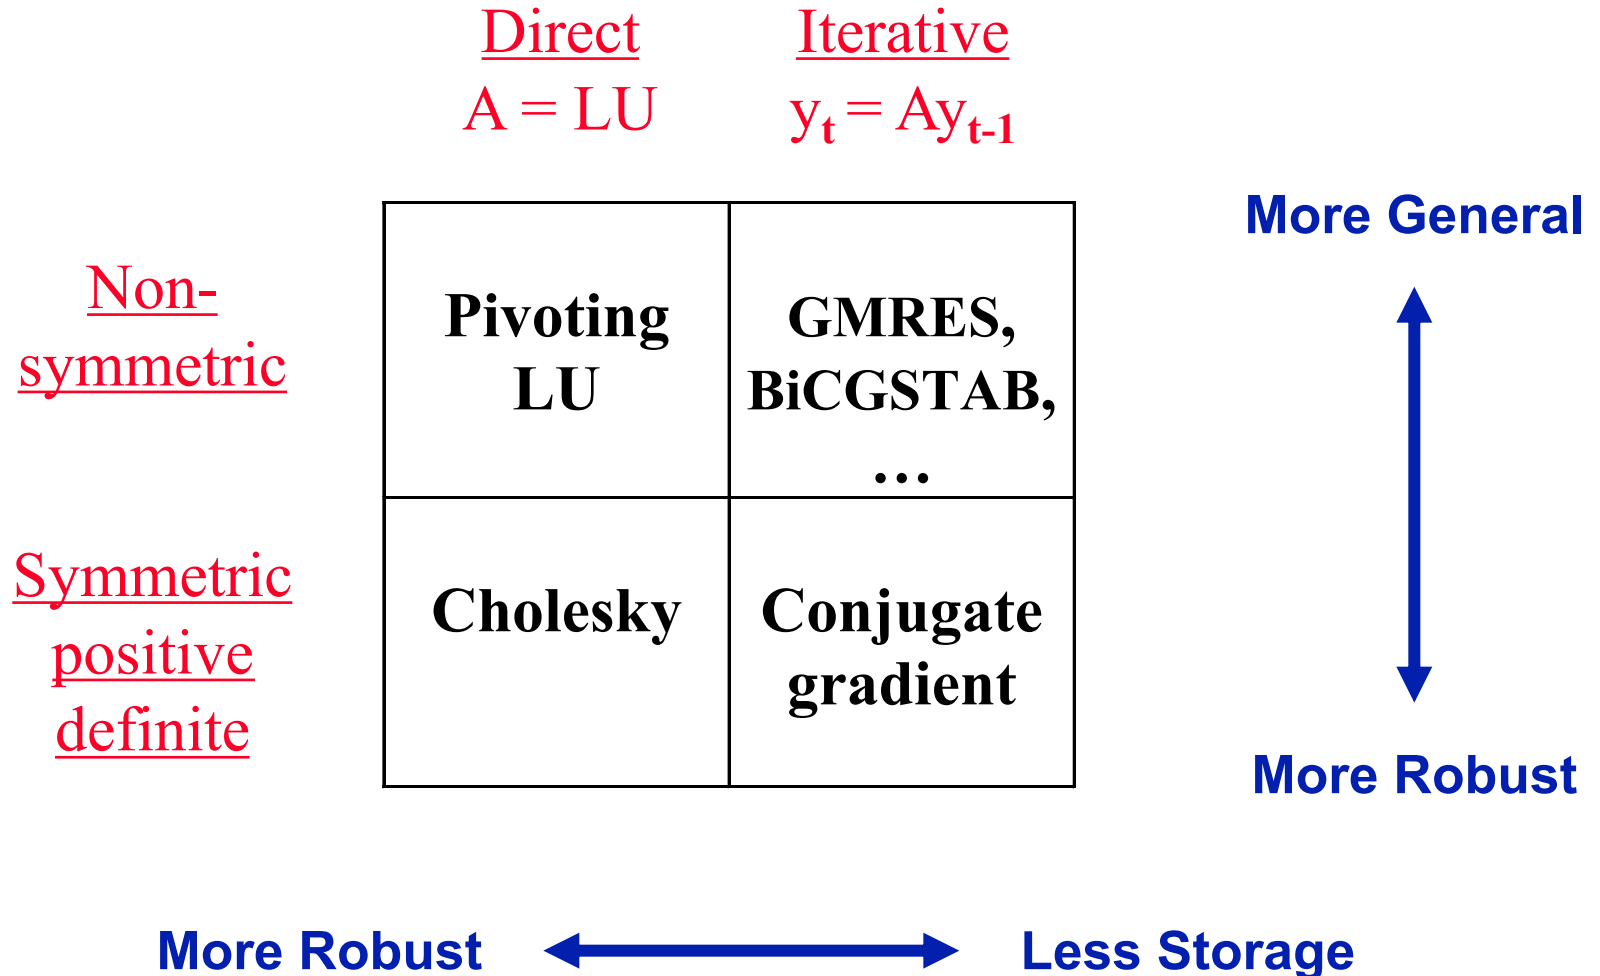 Direct Iterative
A = LU yₜ = Ayₜ₋₁
More General
Non-
symmetric
Pivoting
LU
GMRES,
BiCGSTAB,
…
Symmetric
positive
definite
Cholesky
Conjugate
gradient
More Robust
More Robust Less Storage